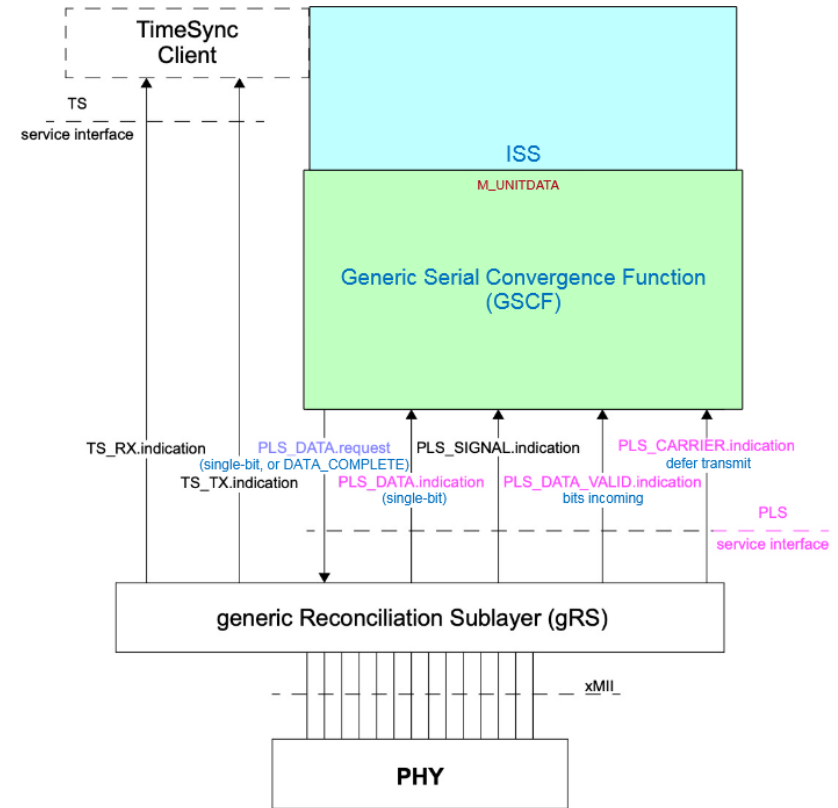 TimeSync
Client
TS
service interface
ISS
M_UNITDATA
Generic Serial Convergence Function
(GSCF)
TS_RX.indication
PLS_DATA.request
PLS_SIGNAL.indication
PLS_CARRIER.indication
(single-bit, or DATA_COMPLETE)
defer transmit
TS_TX.indication
PLS_DATA.indication
PLS_DATA_VALID.indication
(single-bit)
bits incoming
PLS
service interface
generic Reconciliation Sublayer (gRS)
xMII
PHY